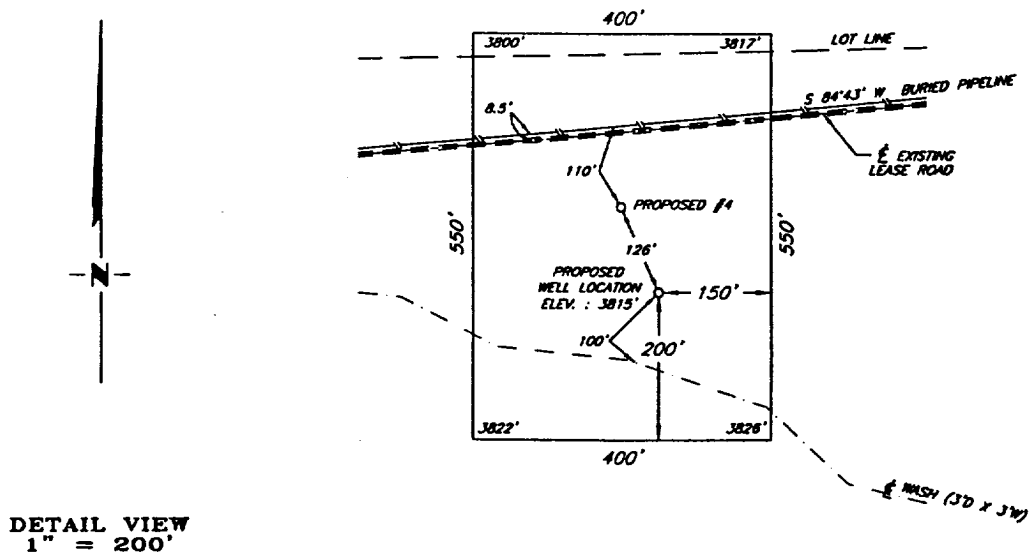 400'
3800'
3817'
LOT LINE
S 84°43' W BURIED PIPELINE
8.5'
℄ EXISTING
LEASE ROAD
110'
PROPOSED #4
550'
550'
126'
N
PROPOSED
WELL LOCATION
ELEV. : 3815'
150'
100'
200'
3822'
3826'
400'
℄ WASH (3'D X 3'W)
DETAIL VIEW
1" = 200'